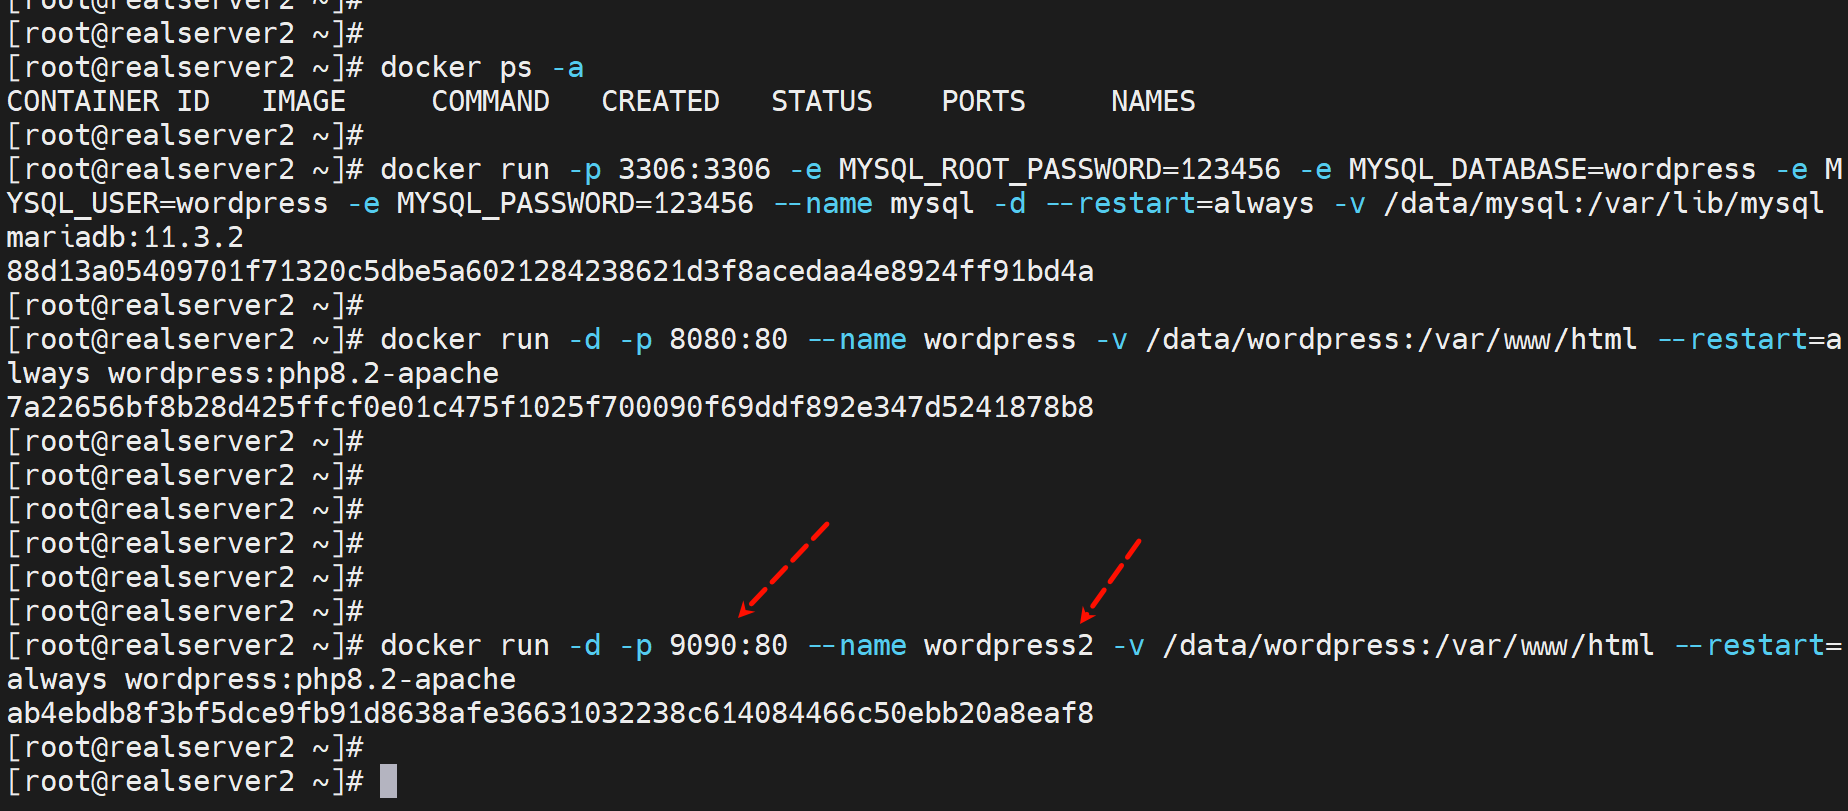 [root@realserver2 ~]#
[root@realserver2 ~]#
[root@realserver2 ~]# docker ps -a
CONTAINER ID   IMAGE     COMMAND   CREATED   STATUS    PORTS     NAMES
[root@realserver2 ~]#
[root@realserver2 ~]# docker run -p 3306:3306 -e MYSQL_ROOT_PASSWORD=123456 -e MYSQL_DATABASE=wordpress -e M
YSQL_USER=wordpress -e MYSQL_PASSWORD=123456 --name mysql -d --restart=always -v /data/mysql:/var/lib/mysql
mariadb:11.3.2
88d13a05409701f71320c5dbe5a6021284238621d3f8acedaa4e8924ff91bd4a
[root@realserver2 ~]#
[root@realserver2 ~]# docker run -d -p 8080:80 --name wordpress -v /data/wordpress:/var/www/html --restart=a
lways wordpress:php8.2-apache
7a22656bf8b28d425ffcf0e01c475f1025f700090f69ddf892e347d5241878b8
[root@realserver2 ~]#
[root@realserver2 ~]#
[root@realserver2 ~]#
[root@realserver2 ~]#
[root@realserver2 ~]#
[root@realserver2 ~]#
[root@realserver2 ~]# docker run -d -p 9090:80 --name wordpress2 -v /data/wordpress:/var/www/html --restart=
always wordpress:php8.2-apache
ab4ebdb8f3bf5dce9fb91d8638afe36631032238c614084466c50ebb20a8eaf8
[root@realserver2 ~]#
[root@realserver2 ~]#